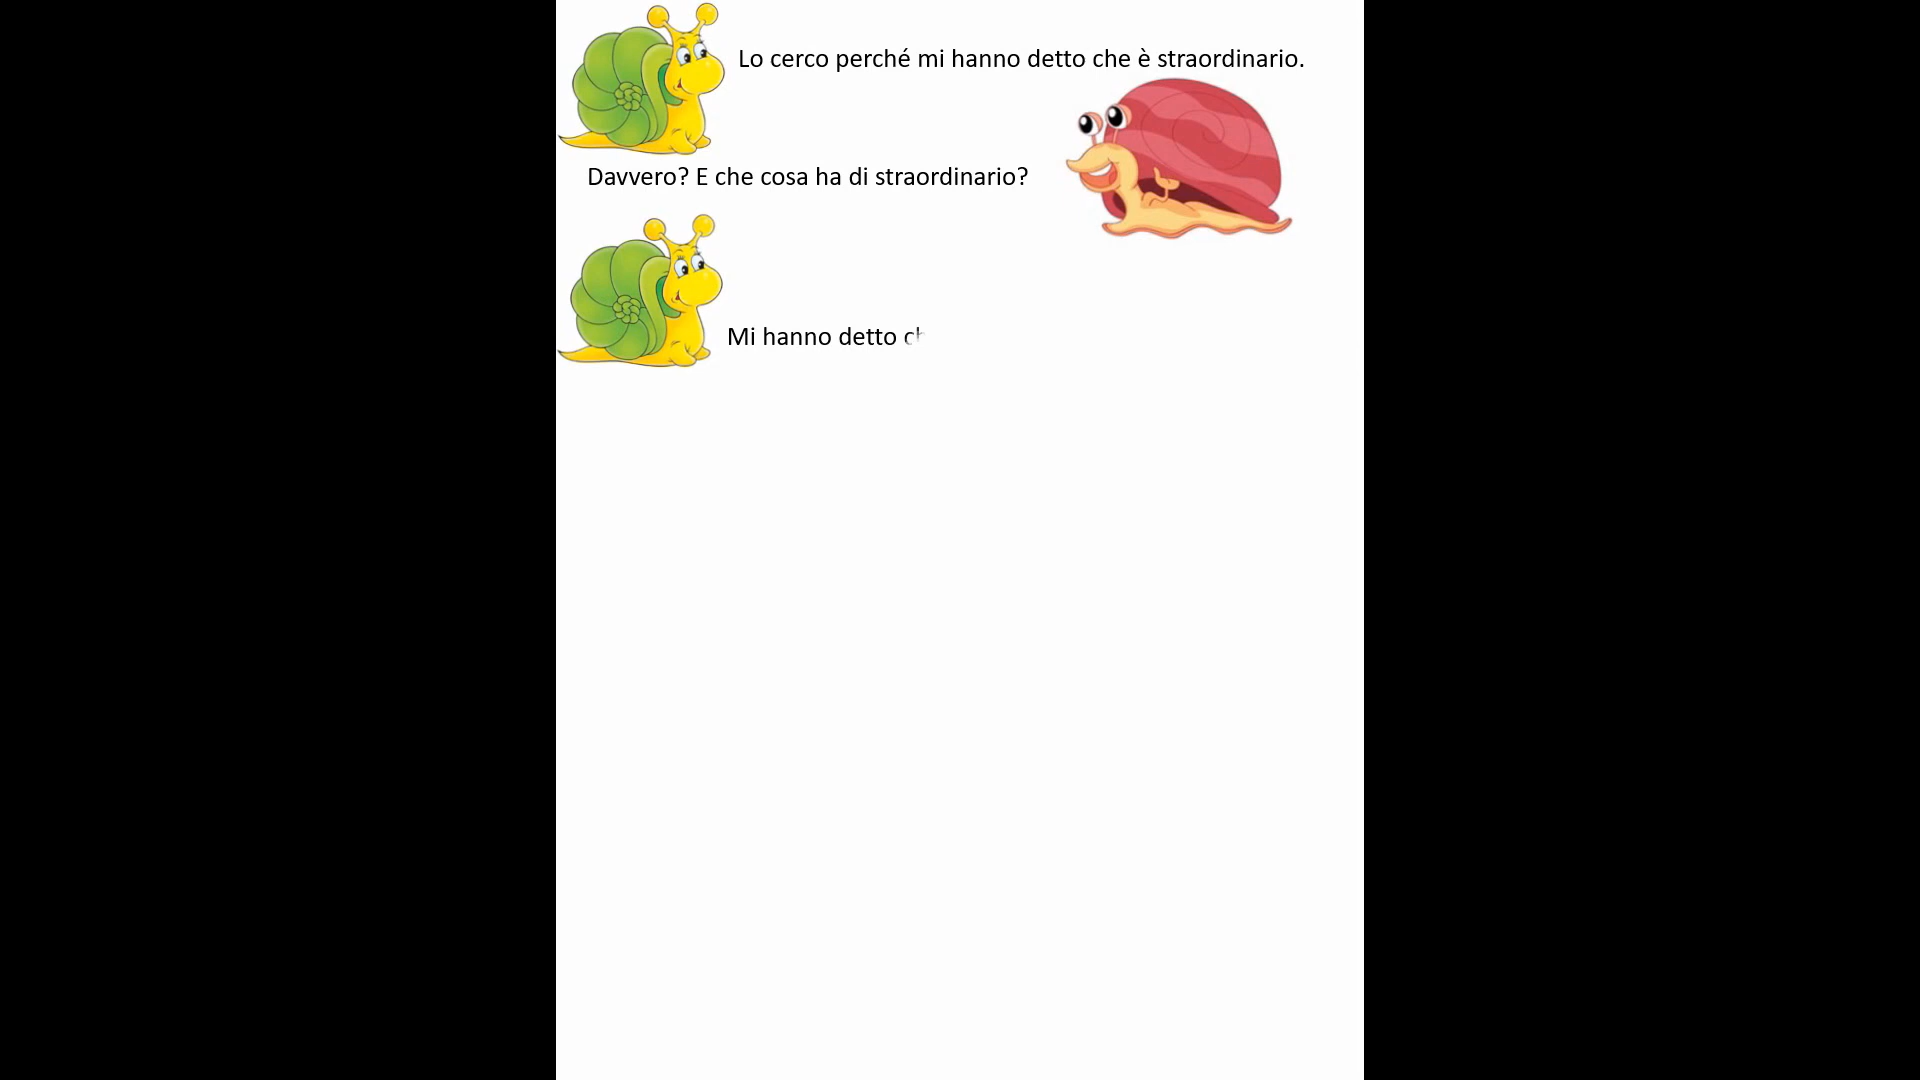 Lo cerco perché mi hanno detto che è straordinario.
Davvero? E che cosa ha di straordinario?
Mi hanno detto